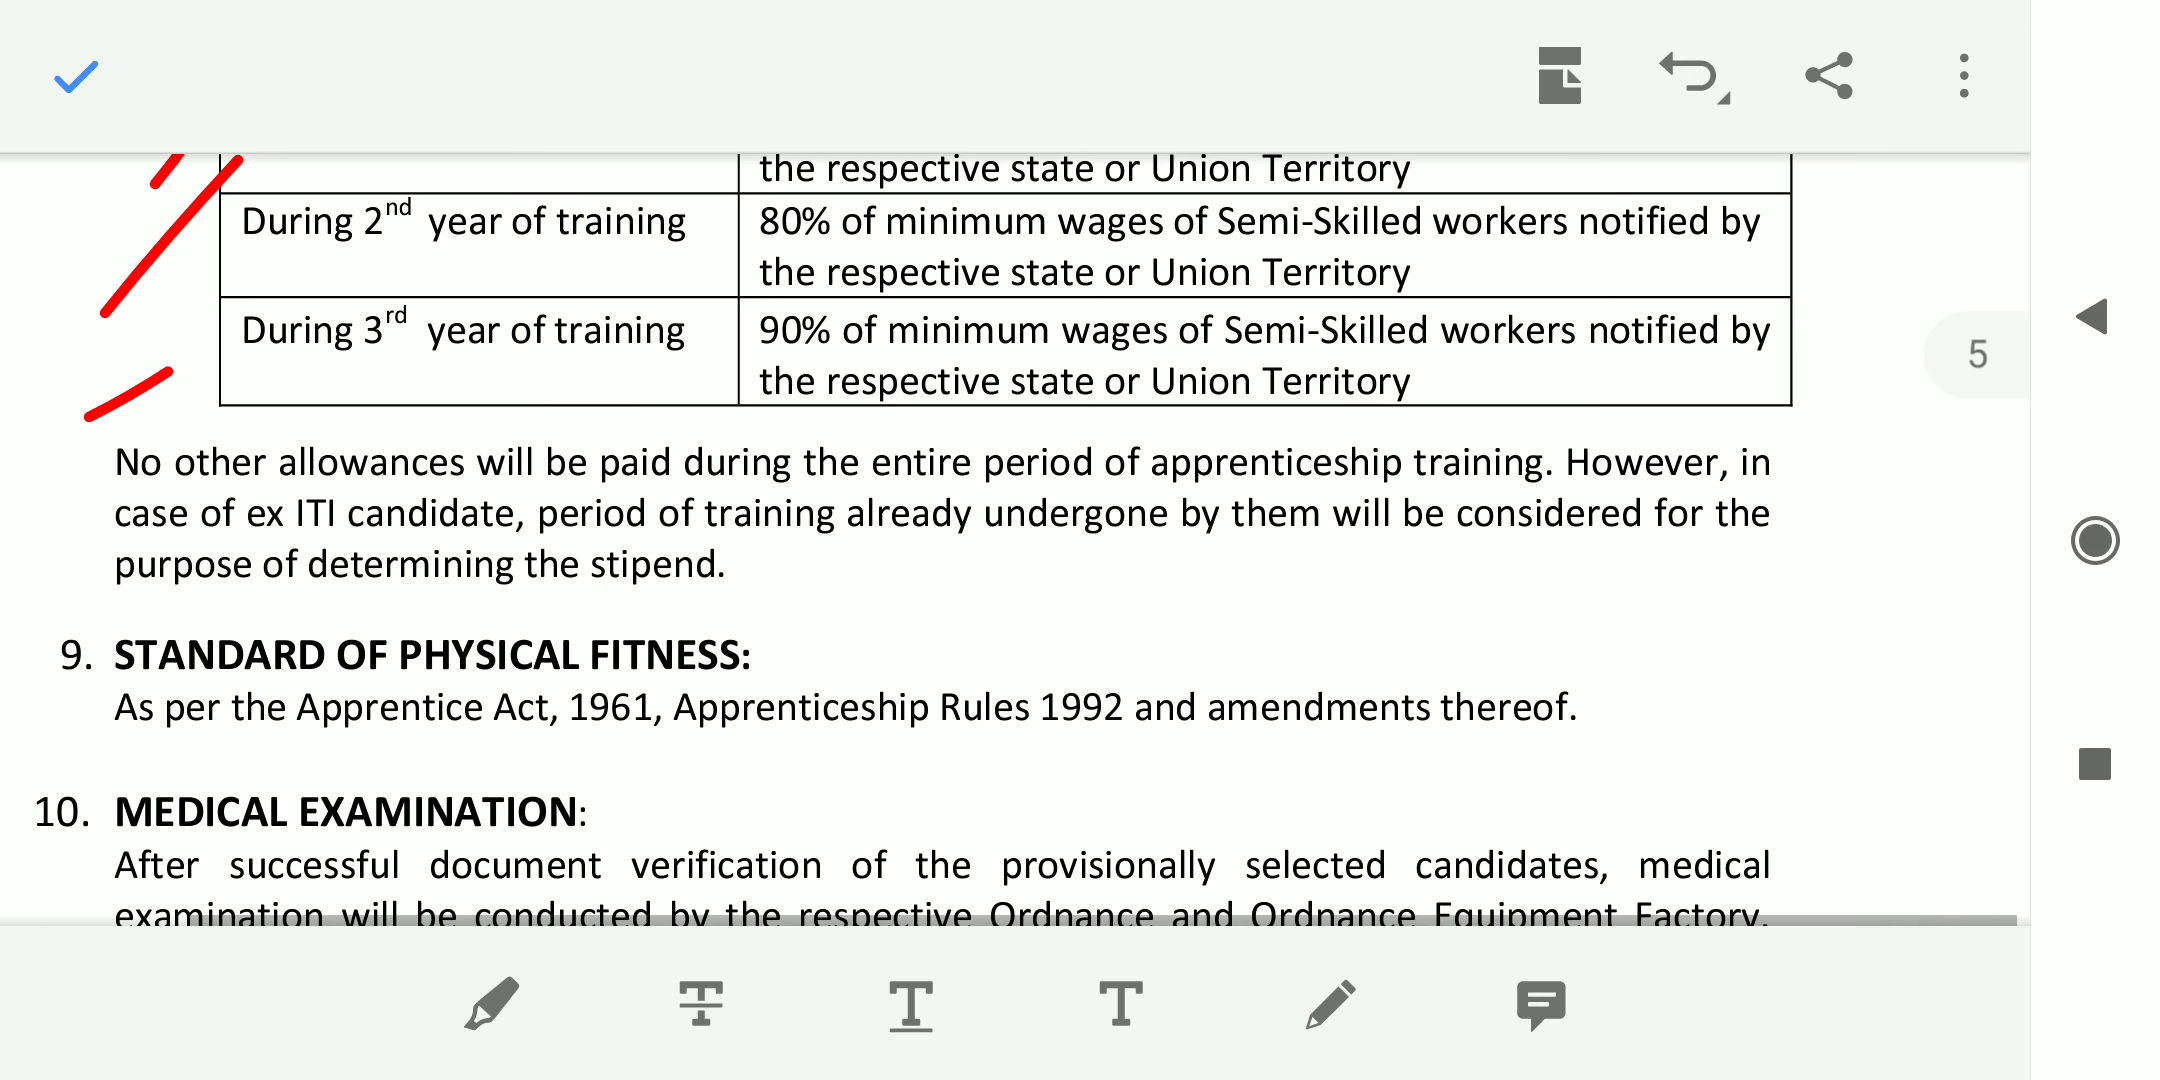 the respective state or Union Territory
During 2nd year of training
80% of minimum wages of Semi-Skilled workers notified by
the respective state or Union Territory
During 3rd year of training
90% of minimum wages of Semi-Skilled workers notified by
the respective state or Union Territory
5
No other allowances will be paid during the entire period of apprenticeship training. However, in
case of ex ITI candidate, period of training already undergone by them will be considered for the
purpose of determining the stipend.
9. STANDARD OF PHYSICAL FITNESS:
As per the Apprentice Act, 1961, Apprenticeship Rules 1992 and amendments thereof.
10. MEDICAL EXAMINATION:
After successful document verification of the provisionally selected candidates, medical
examination will be conducted by the respective Ordnance and Ordnance Equipment Factory.